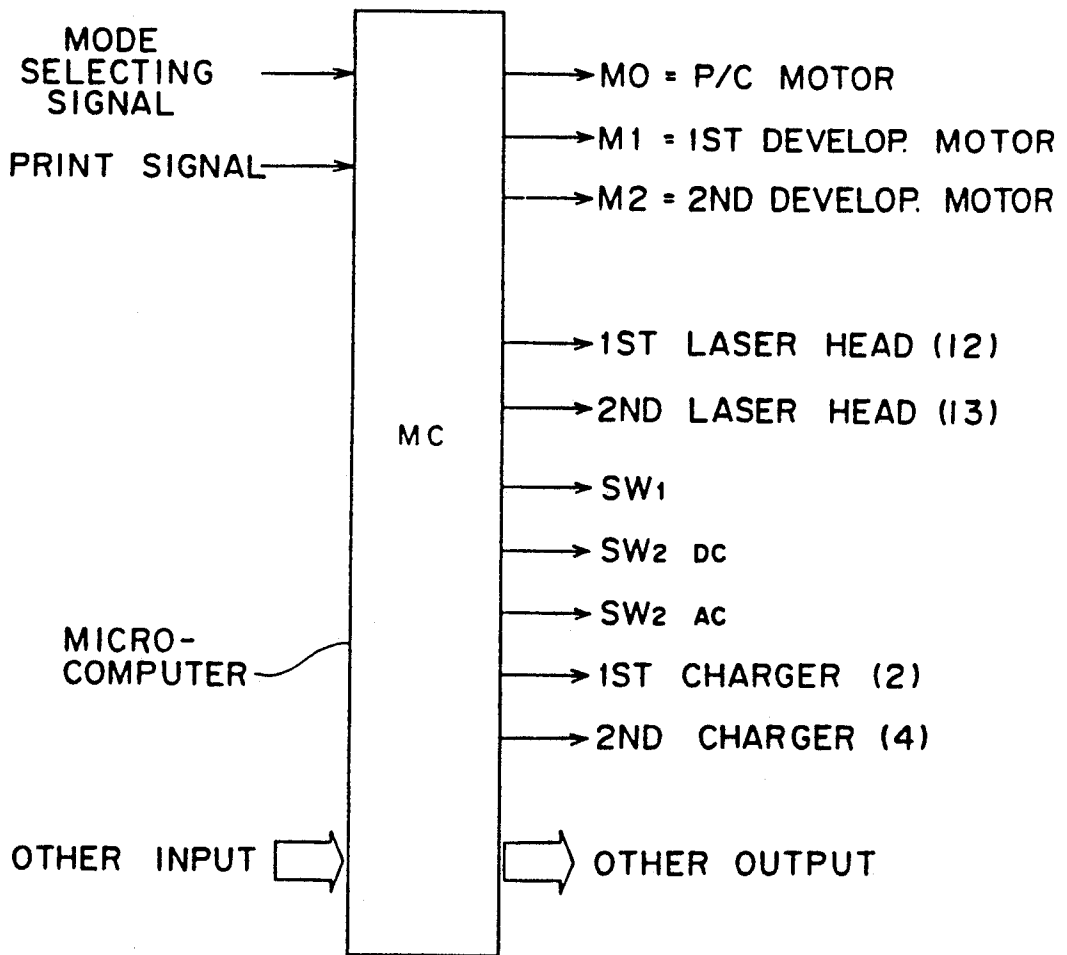 MODE
SELECTING
SIGNAL
PRINT SIGNAL
MO = P/C MOTOR
M1 = 1ST DEVELOP. MOTOR
M2 = 2ND DEVELOP. MOTOR
1ST LASER HEAD (12)
2ND LASER HEAD (13)
MC
SW1
SW2 DC
SW2 AC
MICRO-
COMPUTER
1ST CHARGER (2)
2ND CHARGER (4)
OTHER INPUT
OTHER OUTPUT